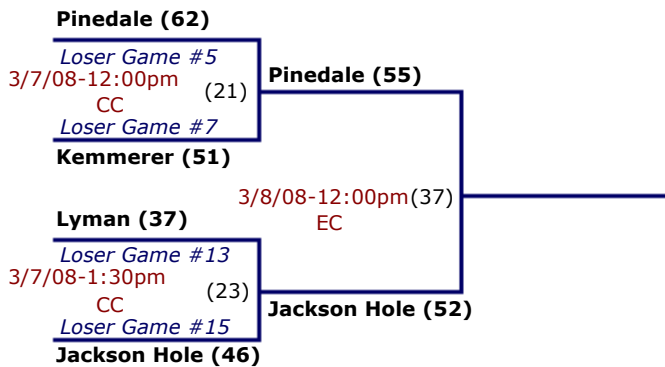 Pinedale (62)
Loser Game #5
3/7/08-12:00pm
CC
(21)
Loser Game #7
Kemmerer (51)
Pinedale (55)
3/8/08-12:00pm(37)
EC
Lyman (37)
Loser Game #13
3/7/08-1:30pm
CC
(23)
Loser Game #15
Jackson Hole (46)
Jackson Hole (52)